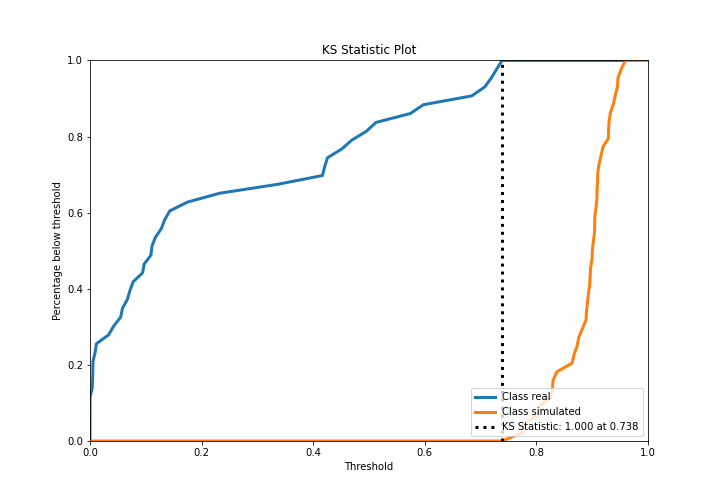 KS Statistic Plot
Percentage below threshold
1.0
0.8
0.6
0.4
0.2
0.0
Class real
Class simulated
KS Statistic: 1.000 at 0.738
0.0 0.2 0.4 0.6 0.8 1.0
Threshold